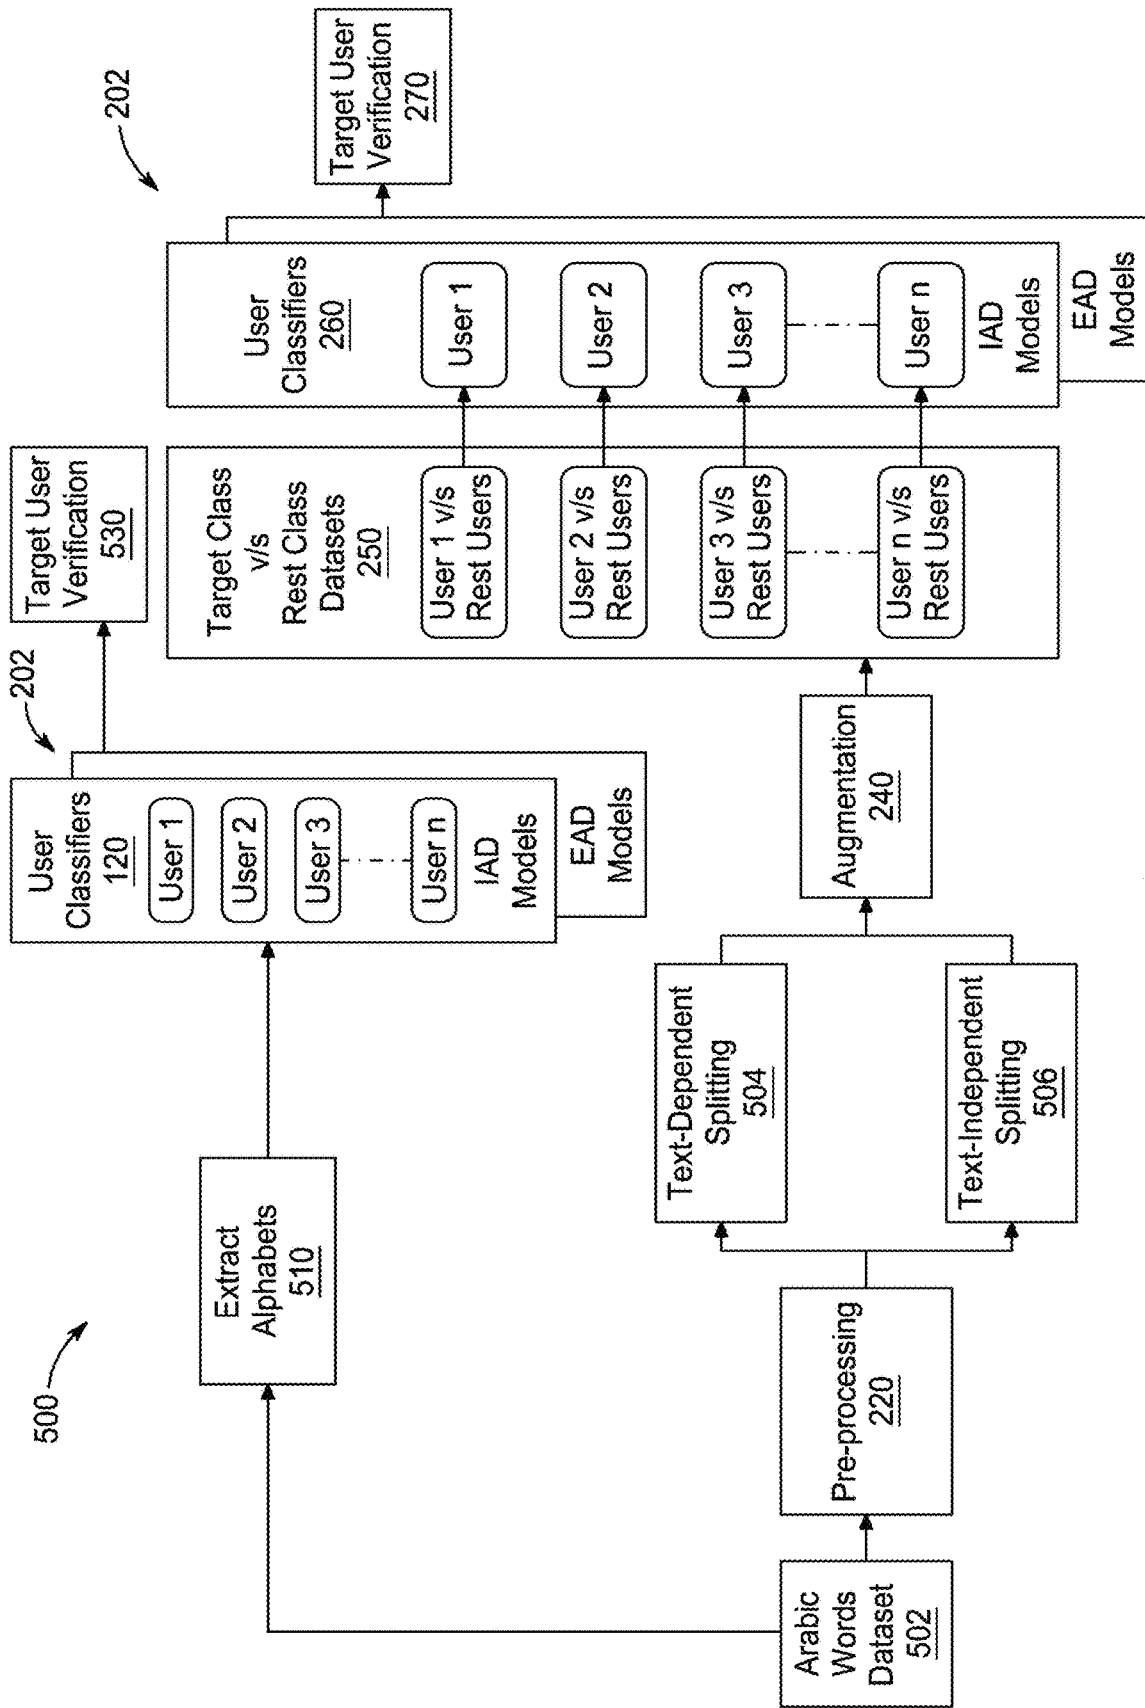 500
Arabic
Words
Dataset
502
Extract
Alphabets
510
User
Classifiers
120
User 1
User 2
User 3
User n
IAD
Models
EAD
Models
202
Target User
Verification
530
Pre-processing
220
Text-Dependent
Splitting
504
Text-Independent
Splitting
506
Augmentation
240
Target Class
v/s
Rest Class
Datasets
250
User 1 v/s
Rest Users
User 2 v/s
Rest Users
User 3 v/s
Rest Users
User n v/s
Rest Users
User
Classifiers
260
User 1
User 2
User 3
User n
IAD
Models
EAD
Models
202
Target User
Verification
270